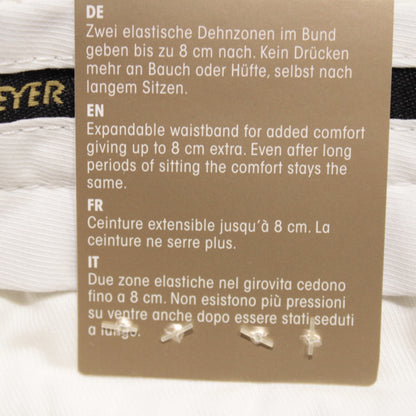 DE
Zwei elastische Dehnzonen im Bund
geben bis zu 8 cm nach. Kein Drücken
mehr an Bauch oder Hüfte, selbst nach
langem Sitzen.
EN
Expandable waistband for added comfort
giving up to 8 cm extra. Even after long
periods of sitting the comfort stays the
same.
FR
Ceinture extensible jusqu'à 8 cm. La
ceinture ne serre plus.
IT
Due zone elastiche nel girovita cedono
fino a 8 cm. Non esistono più pressioni
su ventre anche dopo essere stati seduti
a lungo.
EYER